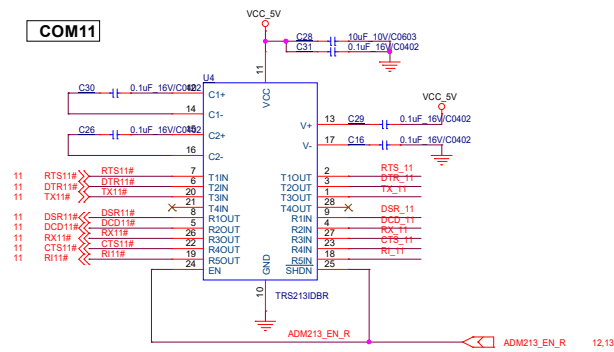 COM11
VCC_5V
C28 10uF_10V/C0603
C31 0.1uF_16V/C0402
U4
11
VCC
C30 0.1uF_16V/C0402
12 C1+
14 C1-
C26 0.1uF_16V/C0402
15 C2+
16 C2-
VCC_5V
V+ 13 C29 0.1uF_16V/C0402
V- 17 C16 0.1uF_16V/C0402
11 RTS11# RTS11# 7 T1IN T1OUT 2 RTS_11
11 DTR11# DTR11# 6 T2IN T2OUT 3 DTR_11
11 TX11# TX11# 20 T3IN T3OUT 1 TX_11
21 T4IN T4OUT 28
11 DSR11# DSR11# 8 R1OUT R1IN 9 DSR_11
11 DCD11# DCD11# 5 R2OUT R2IN 4 DCD_11
11 RX11# RX11# 26 R3OUT R3IN 27 RX_11
11 CTS11# CTS11# 22 R4OUT R4IN 23 CTS_11
11 RI11# RI11# 19 R5OUT R5IN 18 RI_11
24 EN SHDN 25
GND
10
TRS213IDBR
ADM213_EN_R
ADM213_EN_R 12,13